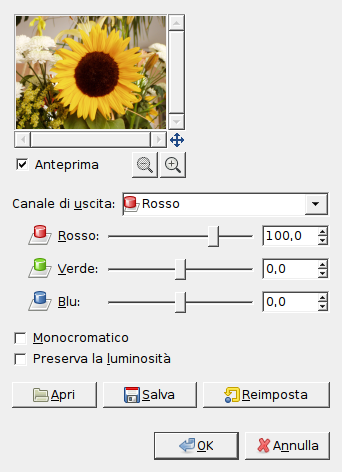 Anteprima
Canale di uscita: Rosso
Rosso: 100,0
Verde: 0,0
Blu: 0,0
Monocromatico
Preserva la luminosità
Apri Salva Reimposta
OK Annulla